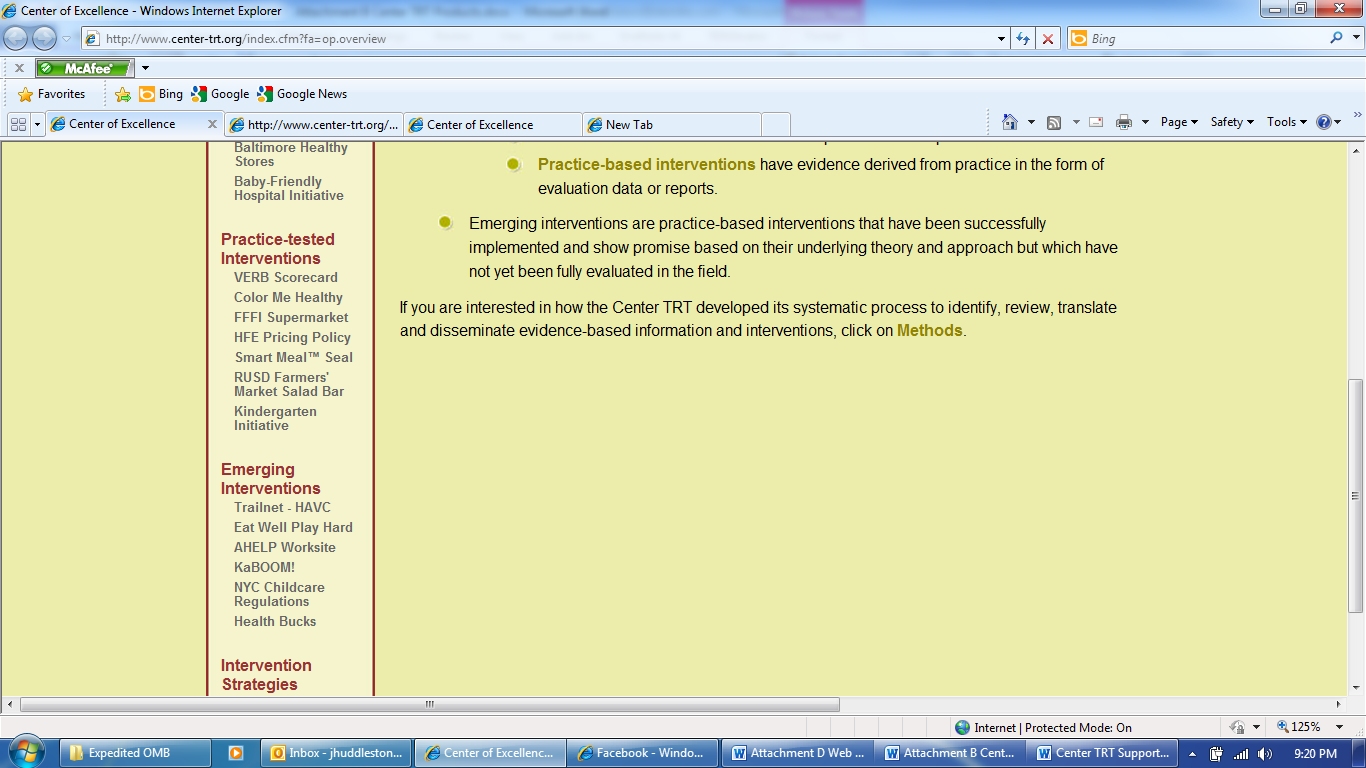 Center of Excellence - Windows Internet Explorer
http://www.center-trt.org/index.cfm?fa=op.overview
Bing
McAfee
Favorites
Bing
Google
Google News
Center of Excellence
http://www.center-trt.org/...
Center of Excellence
New Tab
Page
Safety
Tools
Baltimore Healthy
Stores
Baby-Friendly
Hospital Initiative
Practice-tested
Interventions
VERB Scorecard
Color Me Healthy
FFFI Supermarket
HFE Pricing Policy
Smart Meal™ Seal
RUSD Farmers'
Market Salad Bar
Kindergarten
Initiative
Emerging
Interventions
Trailnet - HAVC
Eat Well Play Hard
AHELP Worksite
KaBOOM!
NYC Childcare
Regulations
Health Bucks
Intervention
Strategies
Practice-based interventions have evidence derived from practice in the form of
evaluation data or reports.
Emerging interventions are practice-based interventions that have been successfully
implemented and show promise based on their underlying theory and approach but which have
not yet been fully evaluated in the field.
If you are interested in how the Center TRT developed its systematic process to identify, review, translate
and disseminate evidence-based information and interventions, click on Methods.
Internet | Protected Mode: On
125%
Expedited OMB
Inbox - jhuddleston...
Center of Excellenc...
Facebook - Windo...
Attachment D Web ...
Attachment B Cent...
Center TRT Support...
9:20 PM